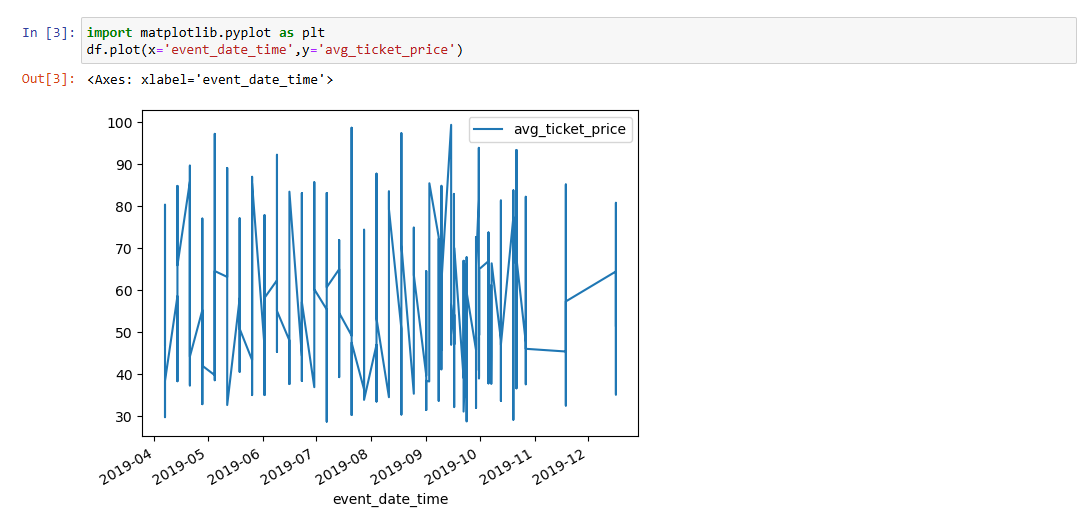 In [3]: import matplotlib.pyplot as plt
df.plot(x='event_date_time',y='avg_ticket_price')
Out[3]: <Axes: xlabel='event_date_time'>
avg_ticket_price
100
90
80
70
60
50
40
30
2019-04 2019-05 2019-06 2019-07 2019-08 2019-09 2019-10 2019-11 2019-12
event_date_time